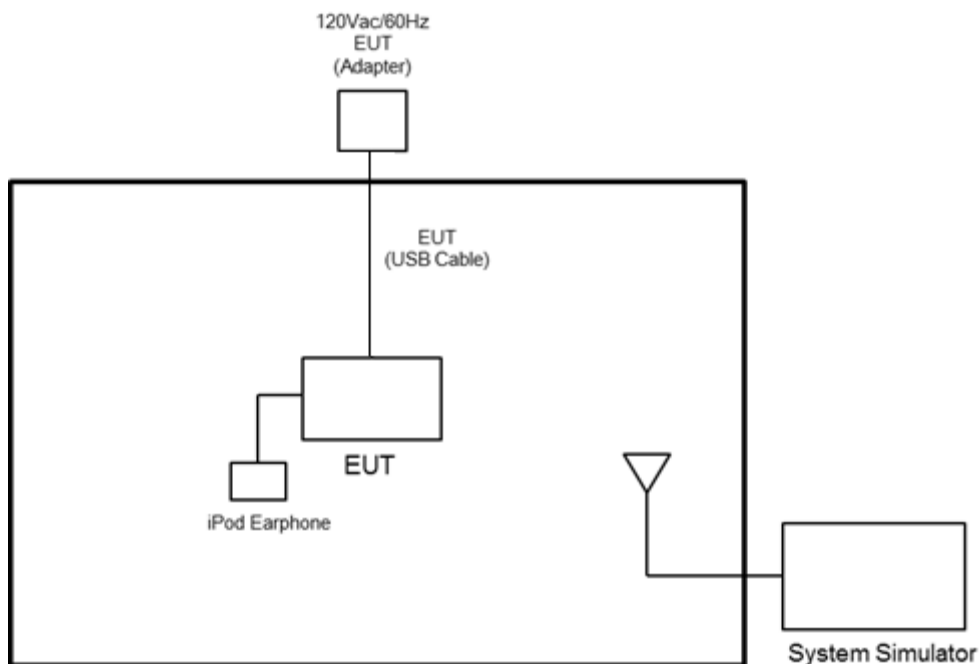 120Vac/60Hz
EUT
(Adapter)
EUT
(USB Cable)
EUT
iPod Earphone
System Simulator